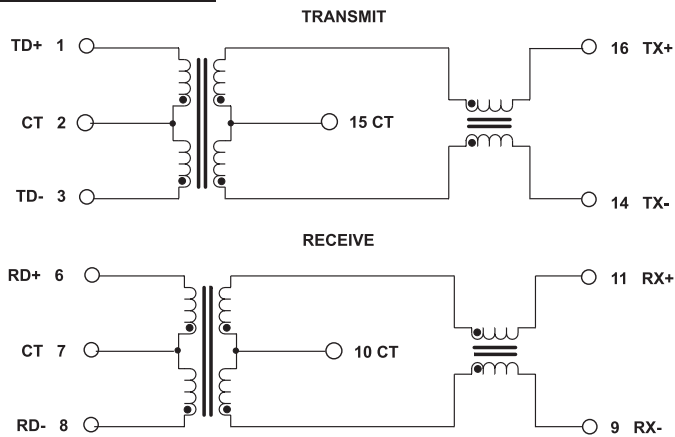 TRANSMIT
TD+ 1
16 TX+
CT 2
15 CT
TD- 3
14 TX-
RECEIVE
RD+ 6
11 RX+
CT 7
10 CT
RD- 8
9 RX-